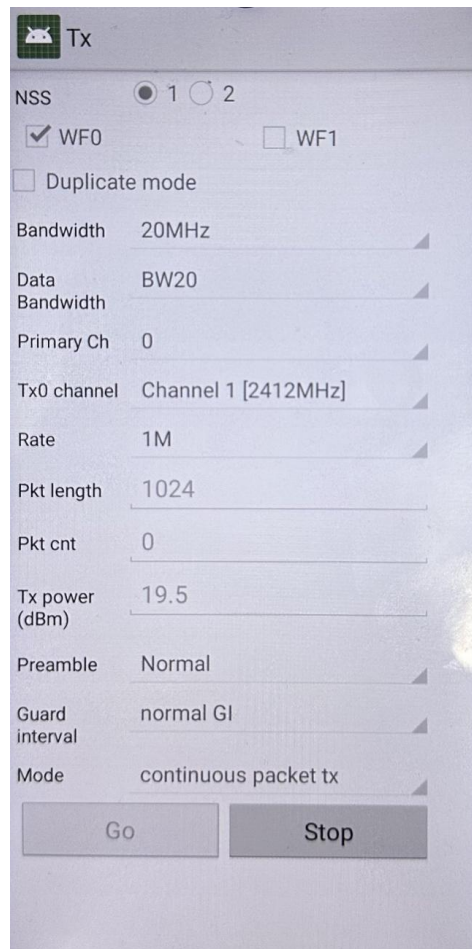 Tx
NSS 1 2
WF0 WF1
Duplicate mode
Bandwidth 20MHz
Data Bandwidth BW20
Primary Ch 0
Tx0 channel Channel 1 [2412MHz]
Rate 1M
Pkt length 1024
Pkt cnt 0
Tx power (dBm) 19.5
Preamble Normal
Guard interval normal GI
Mode continuous packet tx
Go Stop